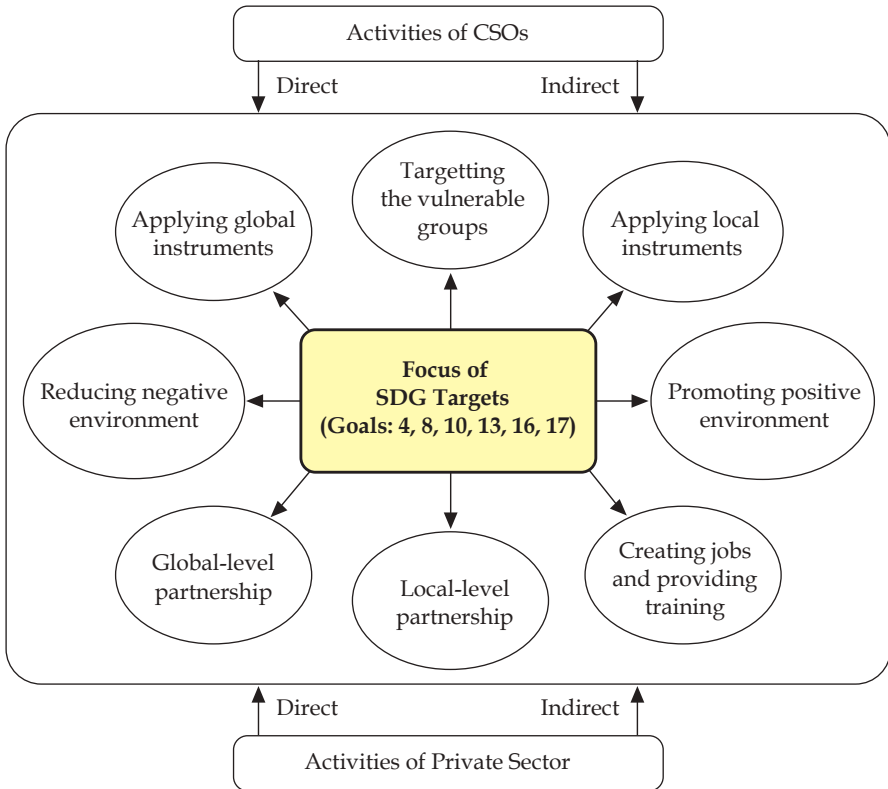 Activities of CSOs
Direct
Indirect
Targetting
the vulnerable
groups
Applying global
instruments
Applying local
instruments
Focus of
SDG Targets
(Goals: 4, 8, 10, 13, 16, 17)
Reducing negative
environment
Promoting positive
environment
Global-level
partnership
Local-level
partnership
Creating jobs
and providing
training
Direct
Indirect
Activities of Private Sector